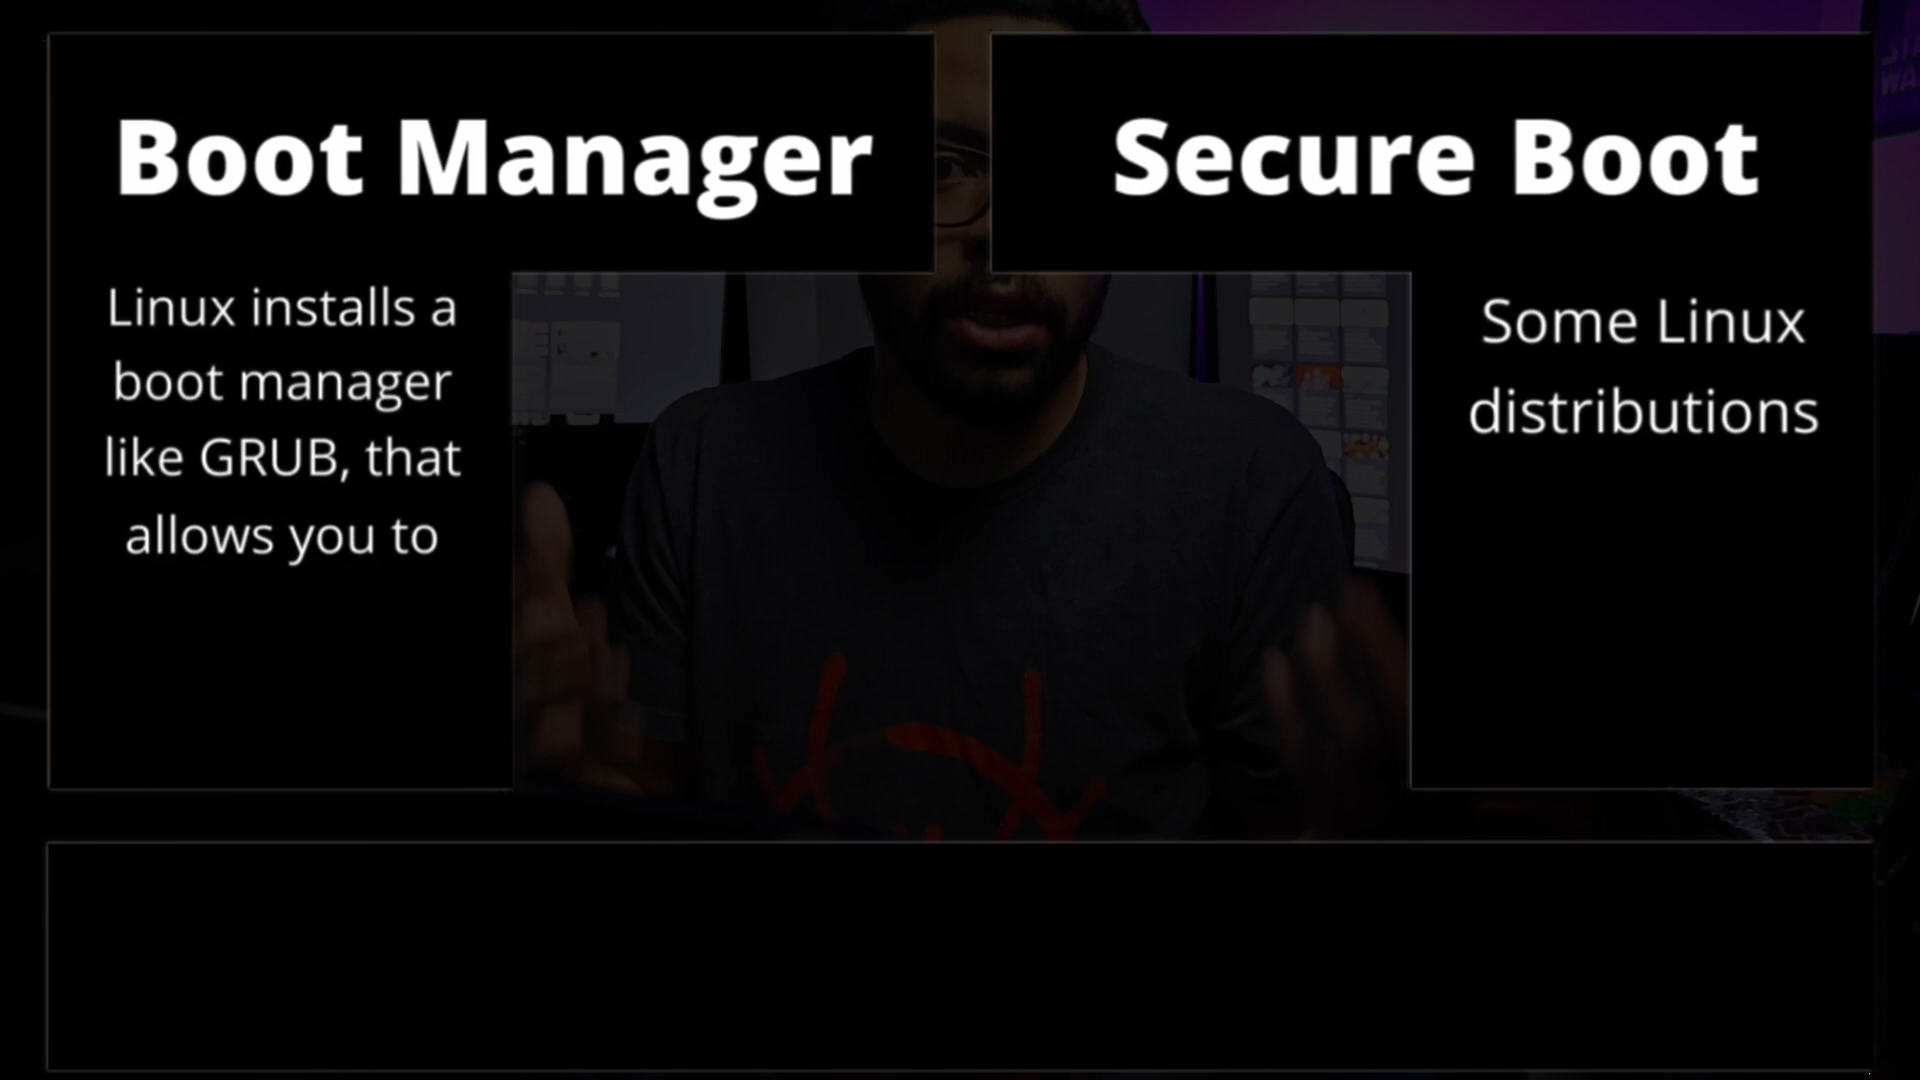 Boot Manager
Linux installs a
boot manager
like GRUB, that
allows you to
Secure Boot
Some Linux
distributions